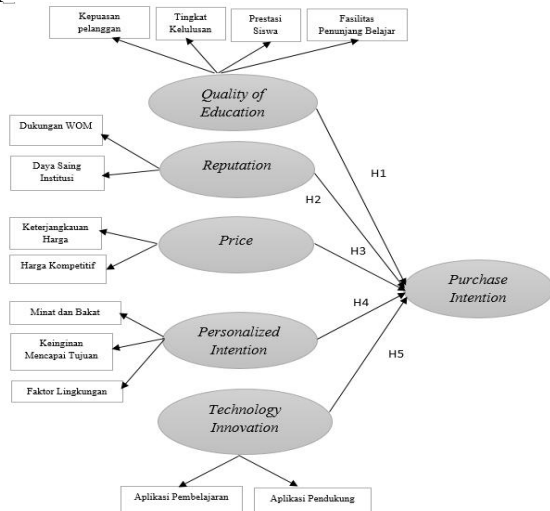 Kepuasan
pelanggan
Tingkat
Kelulusan
Prestasi
Siswa
Fasilitas
Penunjang Belajar
Quality of
Education
Dukungan WOM
Daya Saing
Institusi
Reputation
H1
H2
Keterjangkauan
Harga
Harga Kompetitif
Price
H3
Purchase
Intention
Minat dan Bakat
Keinginan
Mencapai Tujuan
Faktor Lingkungan
Personalized
Intention
H4
H5
Technology
Innovation
Aplikasi Pembelajaran
Aplikasi Pendukung